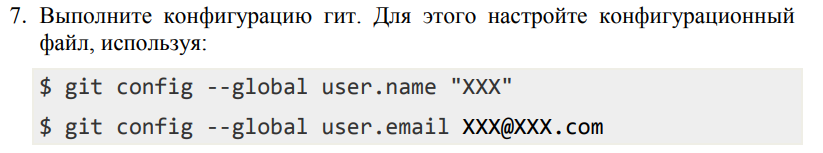 7. Выполните конфигурацию гит. Для этого настройте конфигурационный
файл, используя:
$ git config --global user.name "XXX"
$ git config --global user.email XXX@XXX.com